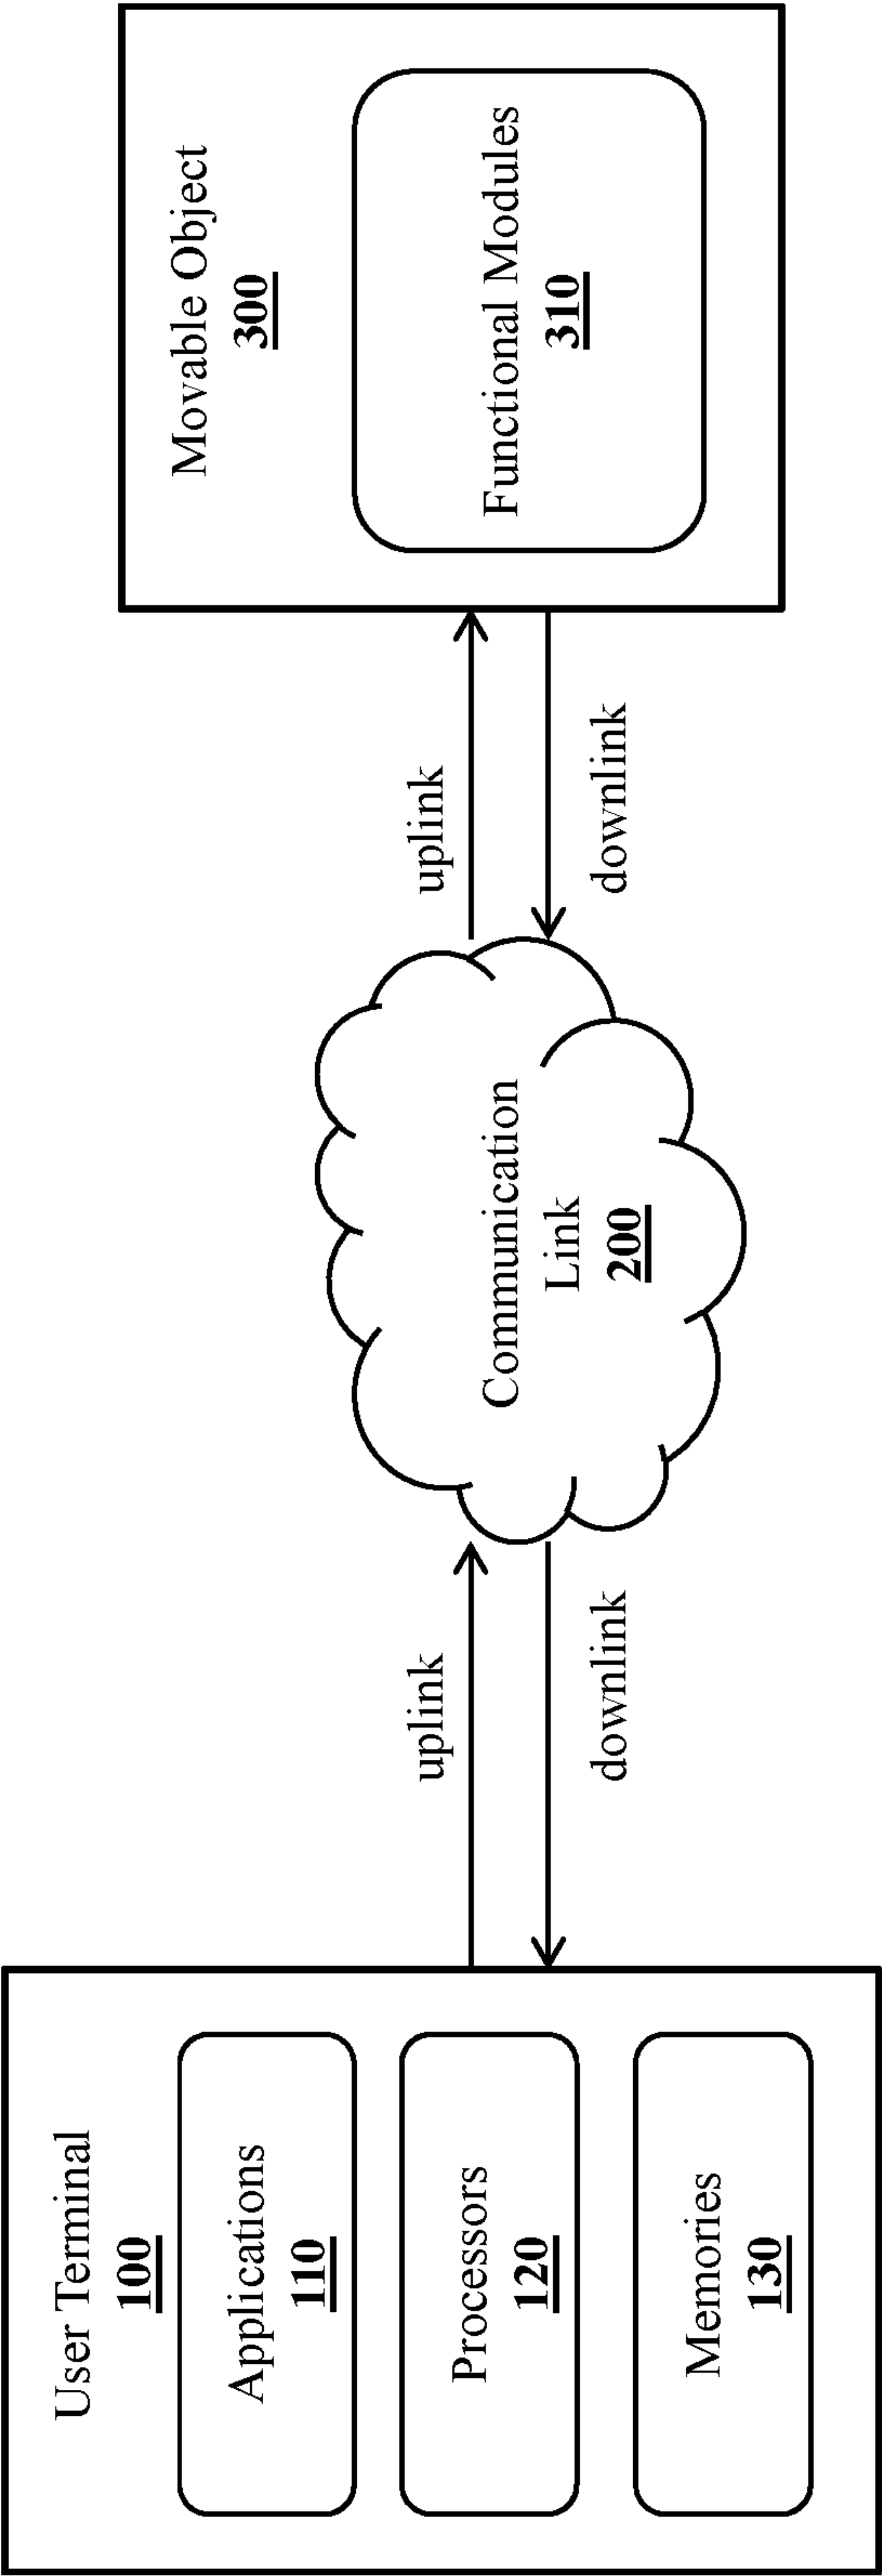 User Terminal
100
Applications
110
Processors
120
Memories
130
uplink
downlink
Communication
Link
200
uplink
downlink
Movable Object
300
Functional Modules
310